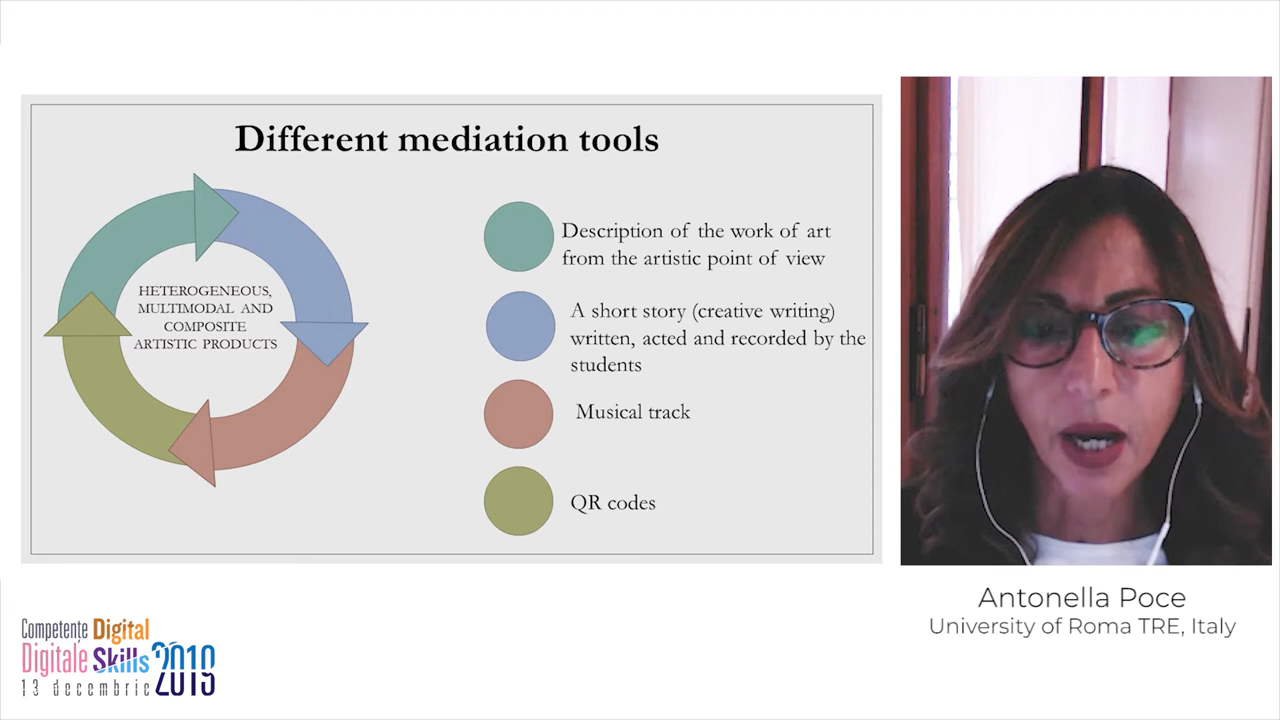 Different mediation tools
HETEROGENEOUS,
MULTIMODAL AND
COMPOSITE
ARTISTIC PRODUCTS
Description of the work of art
from the artistic point of view
A short story (creative writing)
written, acted and recorded by the
students
Musical track
QR codes
Antonella Poce
University of Roma TRE, Italy
Competențe Digital
Digitale Skills 2019
13 decembrie